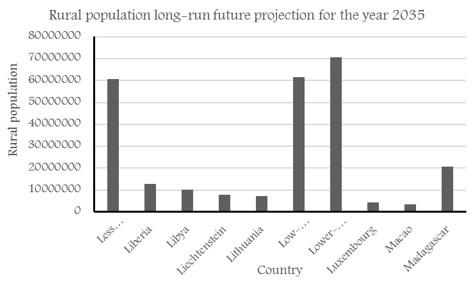 Rural population long-run future projection for the year 2035
80000000
70000000
60000000
50000000
40000000
30000000
20000000
10000000
0
Rural population
Less...
Liberia
Libya
Liechtenstein
Lithuania
Low-...
Lower-...
Luxembourg
Macao
Madagascar
Country